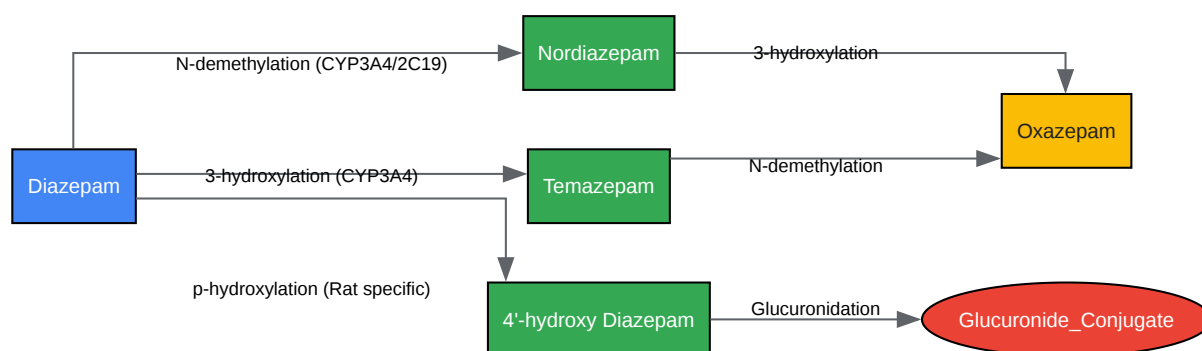 Nordiazepam
3-hydroxylation
N-demethylation (CYP3A4/2C19)
Oxazepam
Diazepam
3-hydroxylation (CYP3A4)
Temazepam
N-demethylation
p-hydroxylation (Rat specific)
4'-hydroxy Diazepam
Glucuronidation
Glucuronide_Conjugate